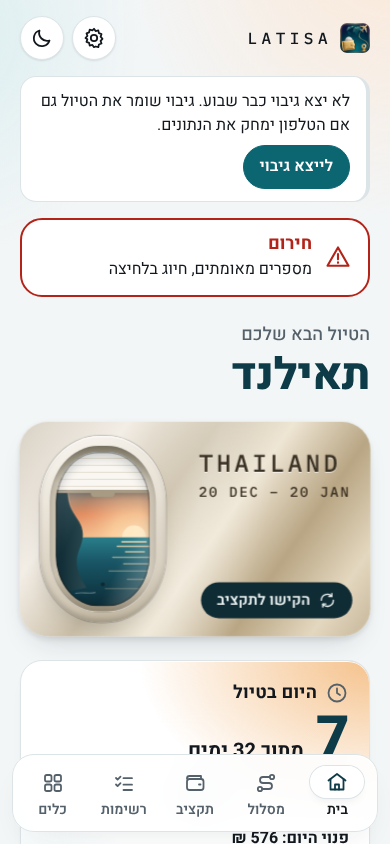 LATISA
לא יצא גיבוי כבר שבוע. גיבוי שומר את הטיול גם
אם הטלפון ימחק את הנתונים.
לייצא גיבוי
חירום
מספרים מאומתים, חיוג בלחיצה
הטיול הבא שלכם
תאילנד
THAILAND
20 DEC – 20 JAN
הקישו לתקציב
היום בטיול
7 מתוך 32 ימים
בית
מסלול
תקציב
רשימות
כלים
פנוי היום: 576 ₪